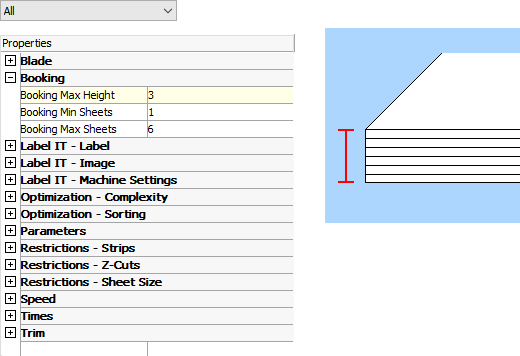 All
Properties
Blade
Booking
Booking Max Height 3
Booking Min Sheets 1
Booking Max Sheets 6
Label IT - Label
Label IT - Image
Label IT - Machine Settings
Optimization - Complexity
Optimization - Sorting
Parameters
Restrictions - Strips
Restrictions - Z-Cuts
Restrictions - Sheet Size
Speed
Times
Trim